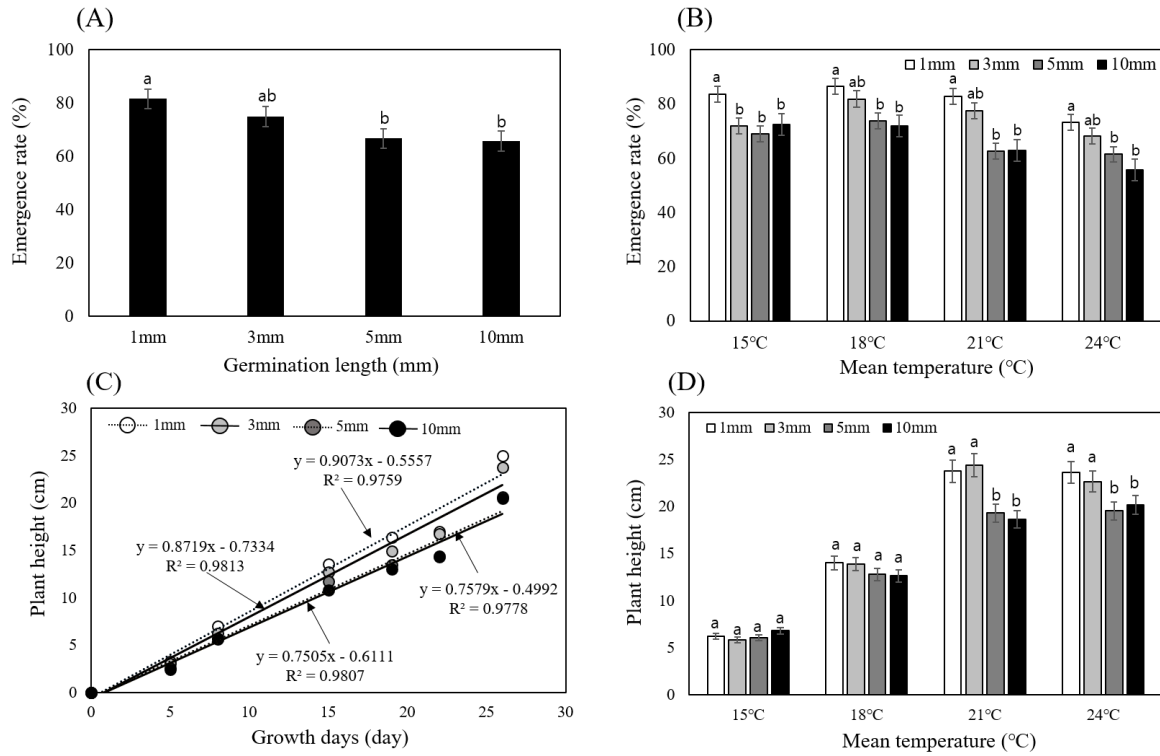 (A)
Emergence rate (%)
100
80
60
40
20
0
a
ab
b
b
1mm
3mm
5mm
10mm
Germination length (mm)
(B)
Emergence rate (%)
100
80
60
40
20
0
1mm 3mm 5mm 10mm
a b b b
a ab b b
a ab b b
a ab b b
15℃
18℃
21℃
24℃
Mean temperature (℃)
(C)
Plant height (cm)
30
25
20
15
10
5
0
1mm 3mm 5mm 10mm
y = 0.9073x - 0.5557
R² = 0.9759
y = 0.8719x - 0.7334
R² = 0.9813
y = 0.7579x - 0.4992
R² = 0.9778
y = 0.7505x - 0.6111
R² = 0.9807
0 5 10 15 20 25 30
Growth days (day)
(D)
Plant height (cm)
30
25
20
15
10
5
0
1mm 3mm 5mm 10mm
a a a a
a a a a
a a b b
a a b b
15℃
18℃
21℃
24℃
Mean temperature (℃)